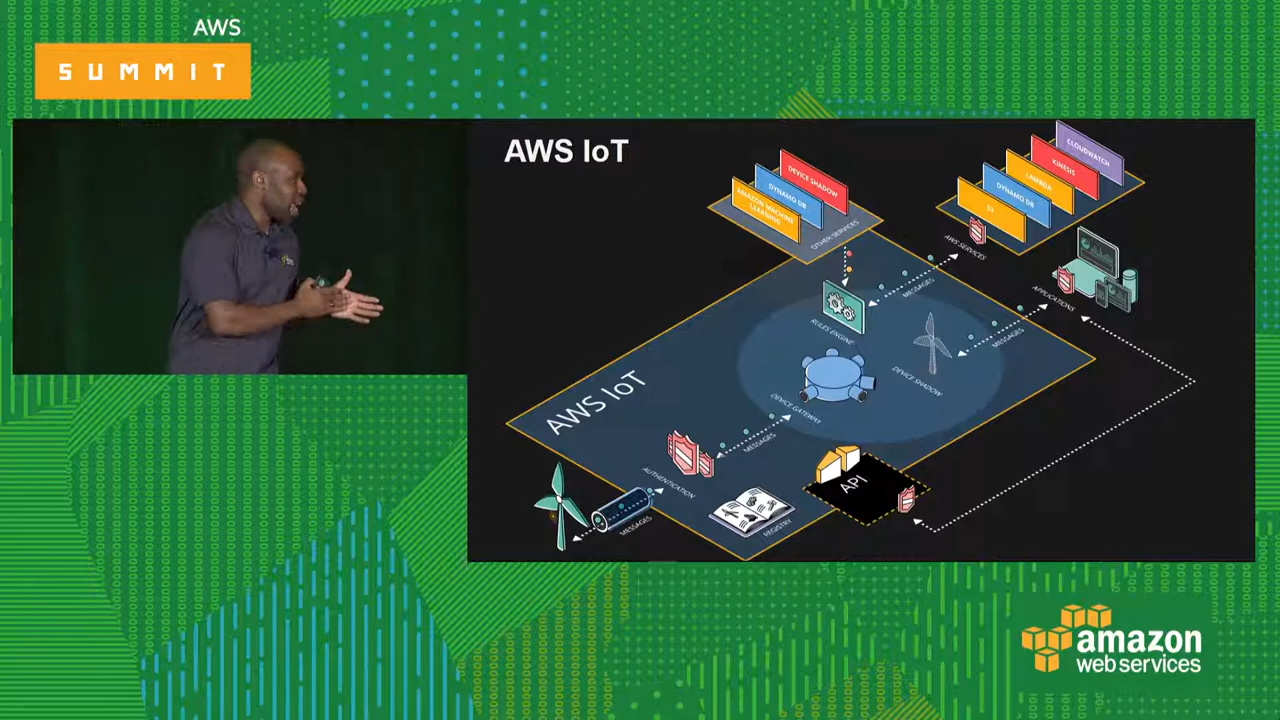 AWS
SUMMIT
AWS IoT
DEVICE SHADOW
DYNAMO DB
AMAZON MACHINE
LEARNING
OTHER SERVICES
CLOUDWATCH
KINESIS
LAMBDA
DYNAMO DB
S3
AWS SERVICES
MESSAGES
APPLICATIONS
RULES ENGINE
MESSAGES
DEVICE SHADOW
AWS IoT
DEVICE GATEWAY
MESSAGES
AUTHENTICATION
API
MESSAGES
REGISTRY
amazon
web services